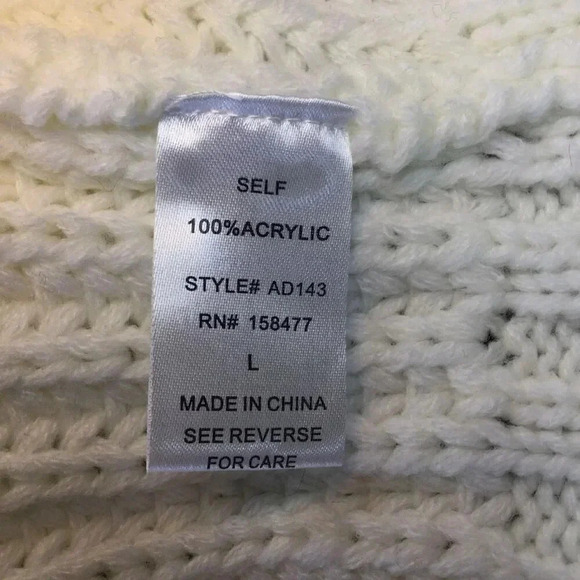 SELF
100%ACRYLIC
STYLE# AD143
RN# 158477
L
MADE IN CHINA
SEE REVERSE
FOR CARE